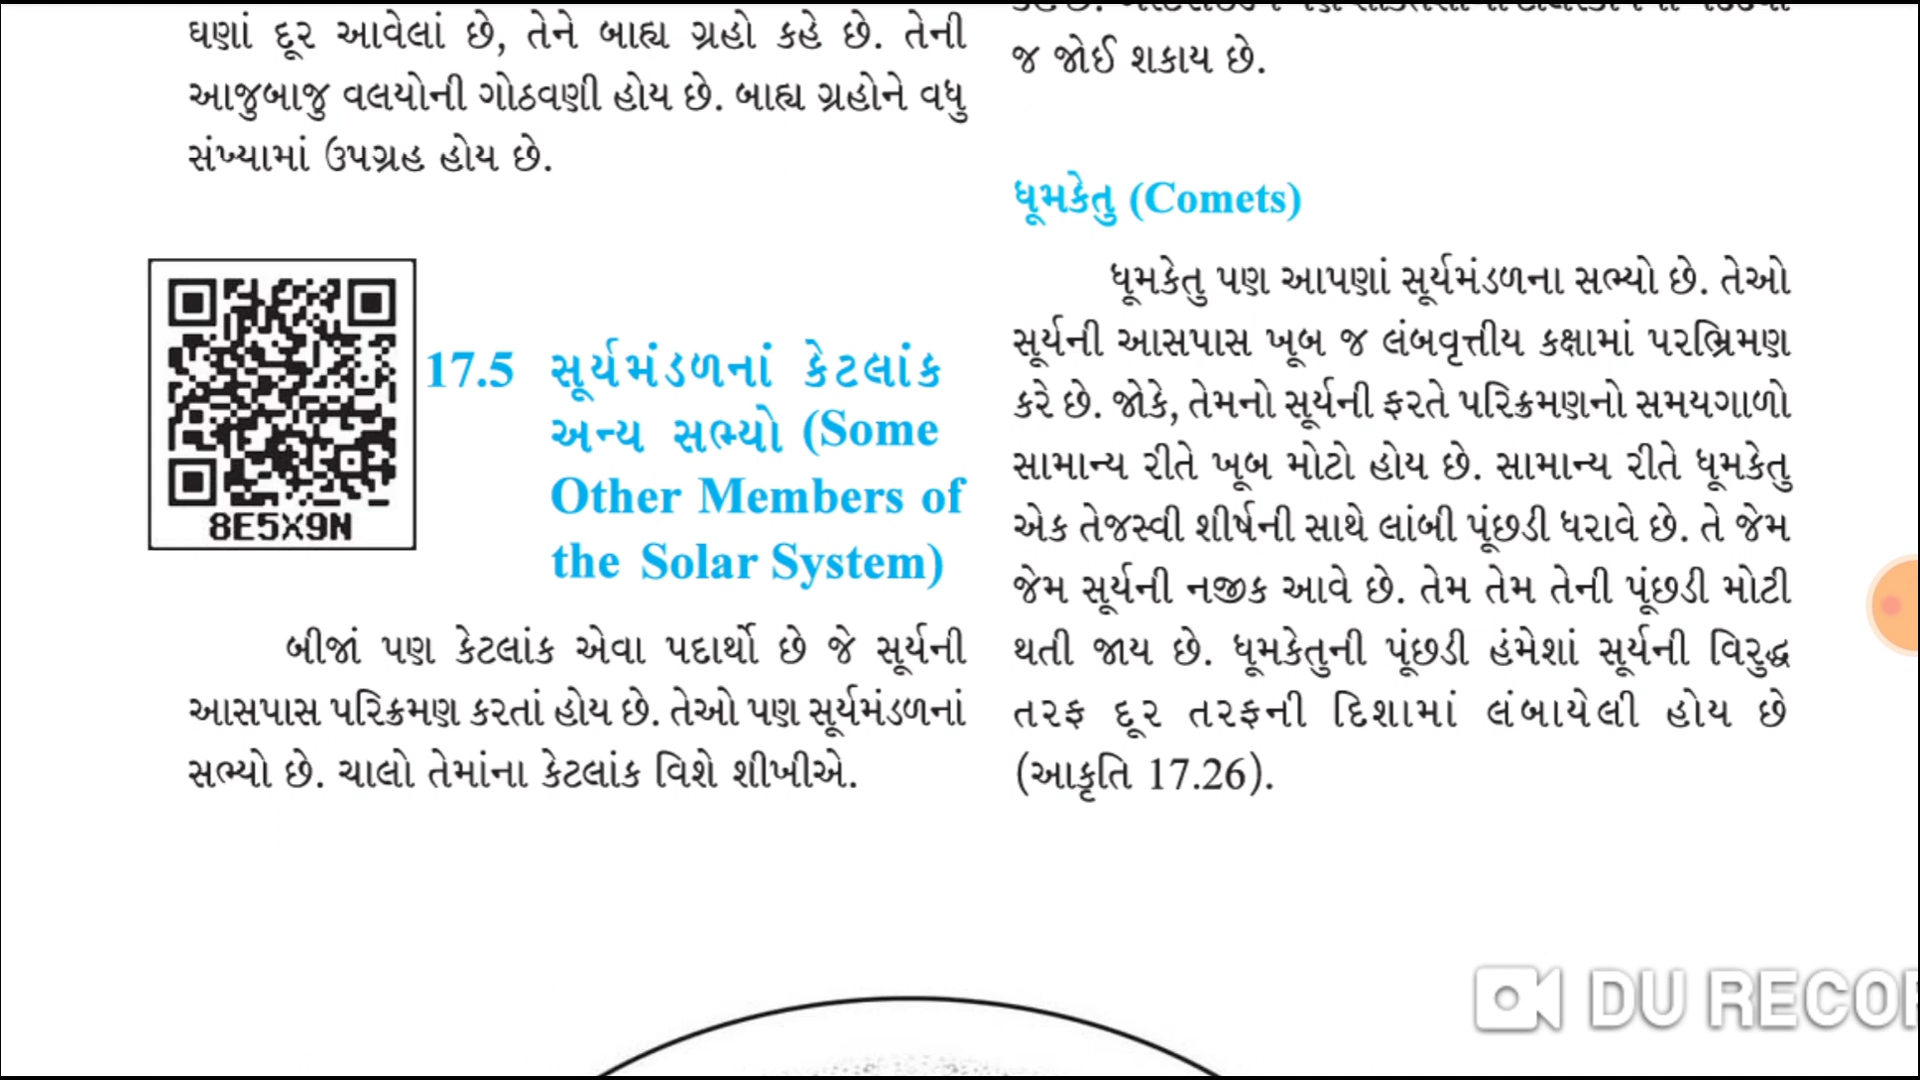 ઘણાં દૂર આવેલાં છે, તેને બાહ્ય ગ્રહો કહે છે. તેની
આજુબાજુ વલયોની ગોઠવણી હોય છે. બાહ્ય ગ્રહોને વધુ
સંખ્યામાં ઉપગ્રહ હોય છે.
8E5X9N
17.5 સૂર્યમંડળનાં કેટલાંક
અન્ય સભ્યો (Some
Other Members of
the Solar System)
બીજાં પણ કેટલાંક એવા પદાર્થો છે જે સૂર્યની
આસપાસ પરિક્રમણ કરતાં હોય છે. તેઓ પણ સૂર્યમંડળનાં
સભ્યો છે. ચાલો તેમાંના કેટલાંક વિશે શીખીએ.
જ જોઈ શકાય છે.
ધૂમકેતુ (Comets)
ધૂમકેતુ પણ આપણાં સૂર્યમંડળના સભ્યો છે. તેઓ
સૂર્યની આસપાસ ખૂબ જ લંબવૃત્તીય કક્ષામાં પરભ્રિમણ
કરે છે. જોકે, તેમનો સૂર્યની ફરતે પરિક્રમણનો સમયગાળો
સામાન્ય રીતે ખૂબ મોટો હોય છે. સામાન્ય રીતે ધૂમકેતુ
એક તેજસ્વી શીર્ષની સાથે લાંબી પૂંછડી ધરાવે છે. તે જેમ
જેમ સૂર્યની નજીક આવે છે. તેમ તેમ તેની પૂંછડી મોટી
થતી જાય છે. ધૂમકેતુની પૂંછડી હંમેશાં સૂર્યની વિરુદ્ધ
તરફ દૂર તરફની દિશામાં લંબાયેલી હોય છે
(આકૃતિ 17.26).
DU RECOR